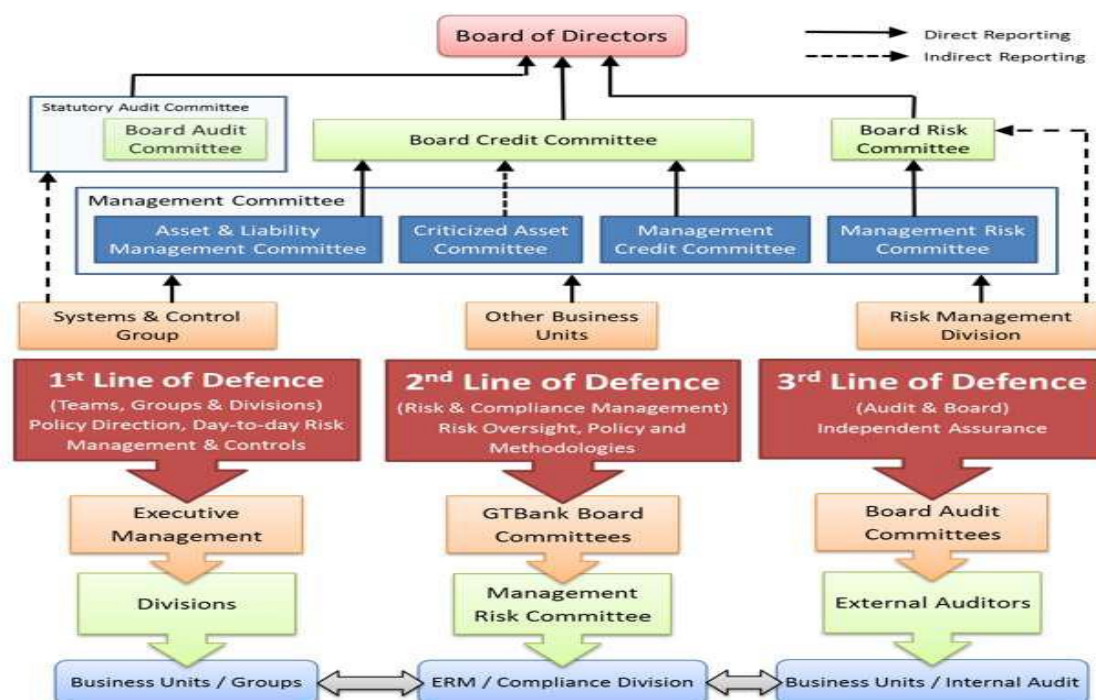 Board of Directors
Direct Reporting
Indirect Reporting
Statutory Audit Committee
Board Audit
Committee
Board Credit Committee
Board Risk
Committee
Management Committee
Asset & Liability
Management Committee
Criticized Asset
Committee
Management
Credit Committee
Management Risk
Committee
Systems & Control
Group
Other Business
Units
Risk Management
Division
1st Line of Defence
(Teams, Groups & Divisions)
Policy Direction, Day-to-day Risk
Management & Controls
2nd Line of Defence
(Risk & Compliance Management)
Risk Oversight, Policy and
Methodologies
3rd Line of Defence
(Audit & Board)
Independent Assurance
Executive
Management
GTBank Board
Committees
Board Audit
Committees
Divisions
Management
Risk Committee
External Auditors
Business Units / Groups
ERM / Compliance Division
Business Units / Internal Audit